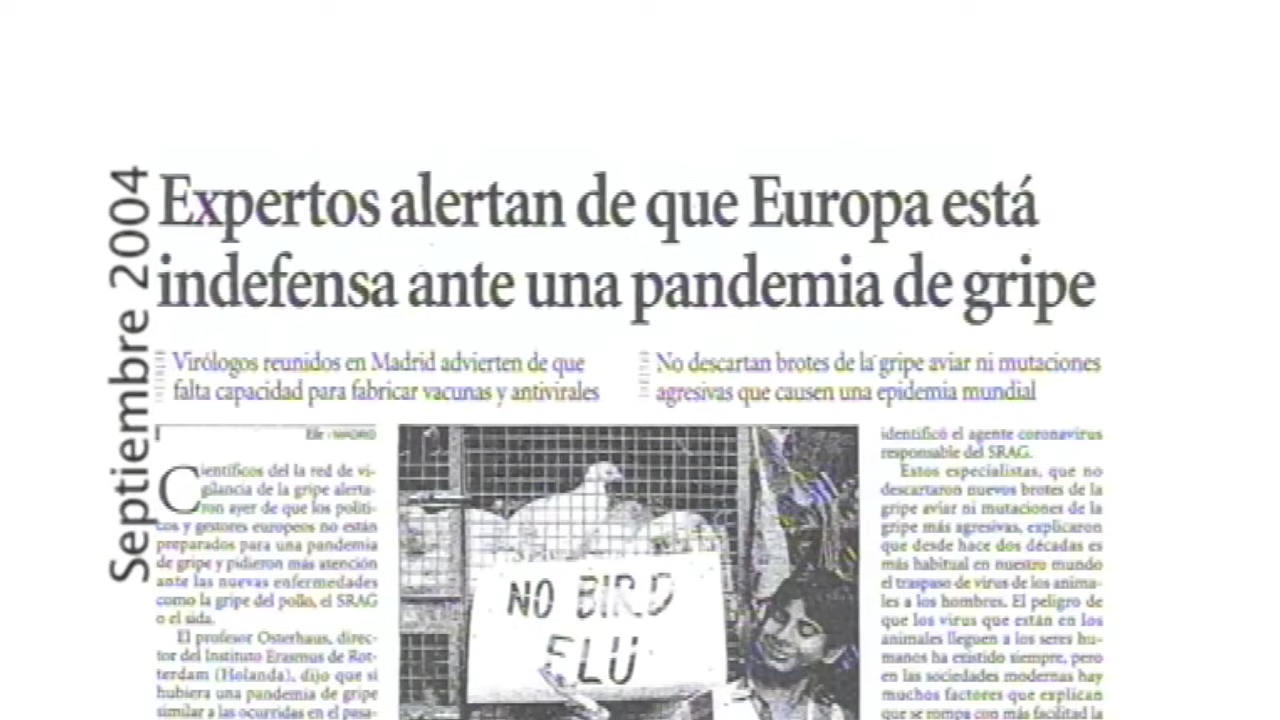 Septiembre 2004
Expertos alertan de que Europa está
indefensa ante una pandemia de gripe
Virólogos reunidos en Madrid advierten de que
falta capacidad para fabricar vacunas y antivirales
No descartan brotes de la gripe aviar ni mutaciones
agresivas que causen una epidemia mundial
Efe - MADRID
Científicos del la red de vi-
gilancia de la gripe alerta-
ron ayer de que los políti-
cos y gestores europeos no están
preparados para una pandemia
de gripe y pidieron más atención
ante las nuevas enfermedades
como la gripe del pollo, el SRAG
o el sida.
El profesor Osterhaus, direc-
tor del Instituto Erasmus de Rot-
terdam (Holanda), dijo que si
hubiera una pandemia de gripe
similar a las ocurridas en el pasa-
NO BIRD
FLU
identificó el agente coronavirus
responsable del SRAG.
Estos especialistas, que no
descartaron nuevos brotes de la
gripe aviar ni mutaciones de la
gripe más agresivas, explicaron
que desde hace dos décadas es
más habitual en nuestro mundo
el traspaso de virus de los anima-
les a los hombres. El peligro de
que los virus que están en los
animales lleguen a los seres hu-
manos ha existido siempre, pero
en las sociedades modernas hay
muchos factores que explican
que se rompa con más facilitad la